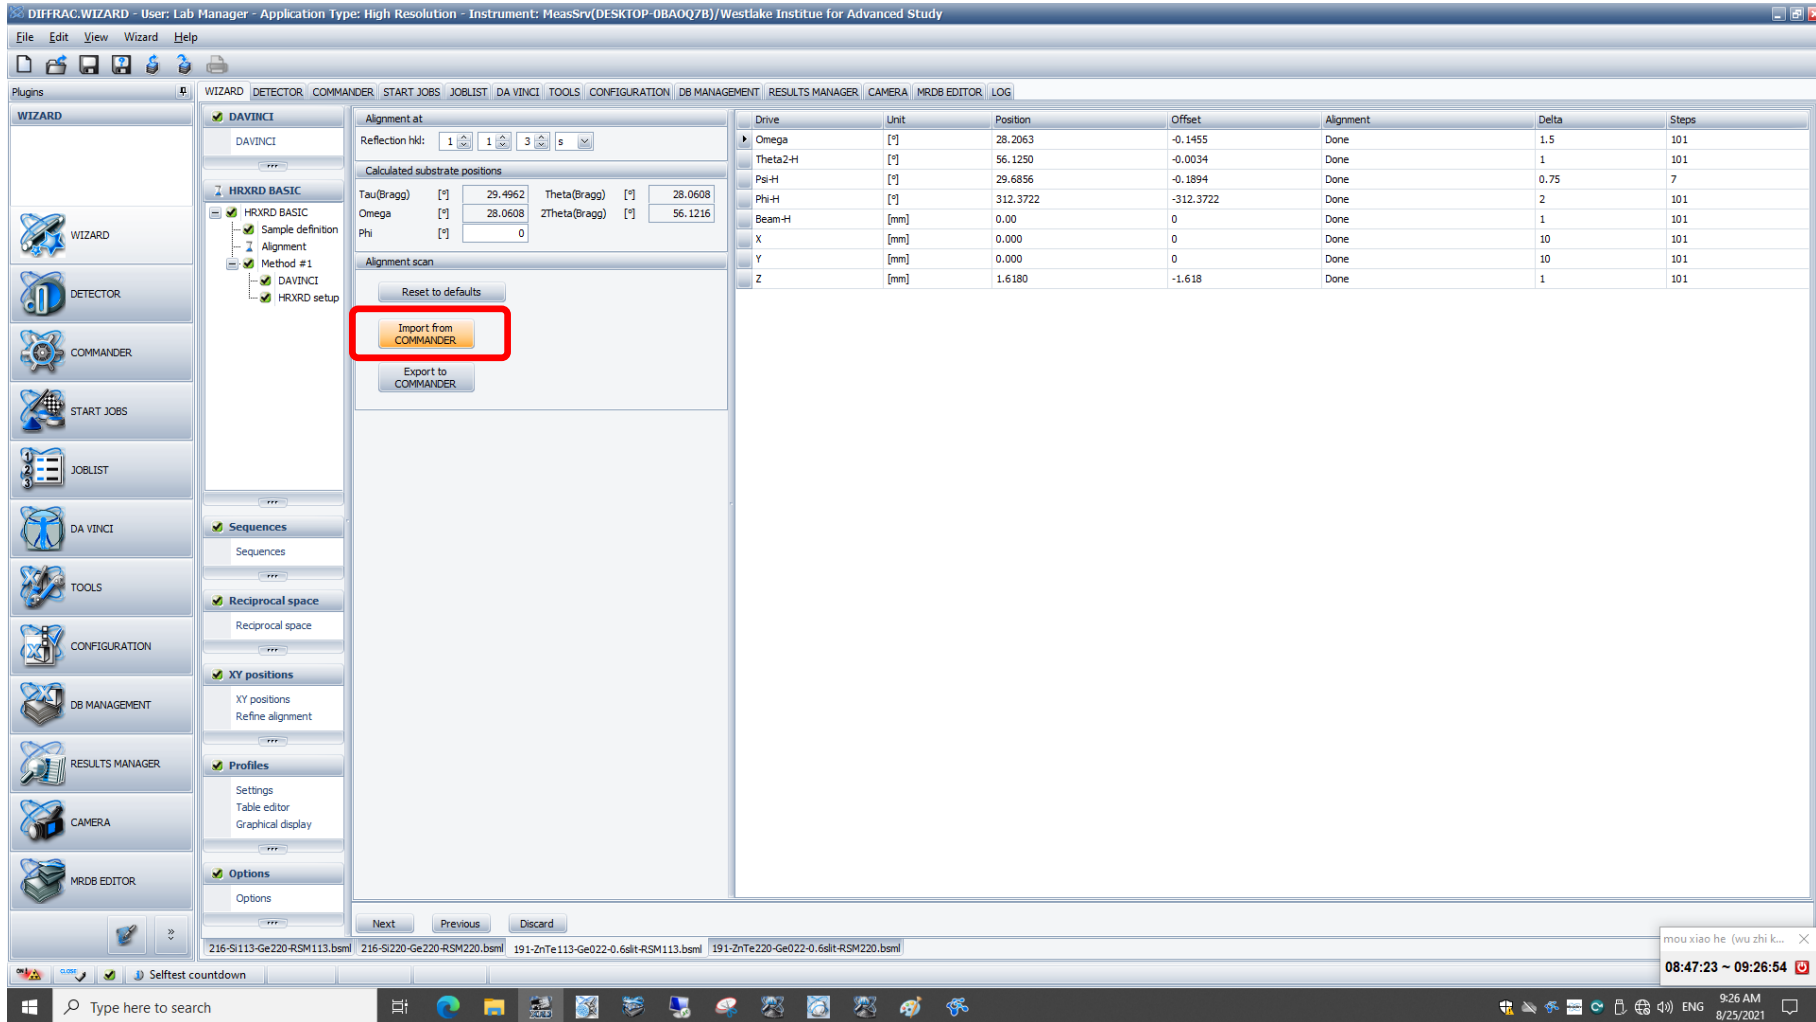 DIFFRAC.WIZARD - User: Lab Manager - Application Type: High Resolution - Instrument: MeasSrv(DESKTOP-0BAOQ7B)/Westlake Institue for Advanced Study
File Edit View Wizard Help
Plugins
WIZARD DETECTOR COMMANDER START JOBS JOBLIST DA VINCI TOOLS CONFIGURATION DB MANAGEMENT RESULTS MANAGER CAMERA MRDB EDITOR LOG
WIZARD
WIZARD
DETECTOR
COMMANDER
START JOBS
JOBLIST
DA VINCI
TOOLS
CONFIGURATION
DB MANAGEMENT
RESULTS MANAGER
CAMERA
MRDB EDITOR
DAVINCI
DAVINCI
HRXRD BASIC
HRXRD BASIC
Sample definition
Alignment
Method #1
DAVINCI
HRXRD setup
Sequences
Sequences
Reciprocal space
Reciprocal space
XY positions
XY positions
Refine alignment
Profiles
Settings
Table editor
Graphical display
Options
Options
Alignment at
Reflection hkl: 1 1 3 s
Calculated substrate positions
Tau(Bragg) [°] 29.4962 Theta(Bragg) [°] 28.0608
Omega [°] 28.0608 2Theta(Bragg) [°] 56.1216
Phi [°] 0
Alignment scan
Reset to defaults
Import from
COMMANDER
Export to
COMMANDER
Drive Unit Position Offset Alignment Delta Steps
Omega [°] 28.2063 -0.1455 Done 1.5 101
Theta2-H [°] 56.1250 -0.0034 Done 1 101
Psi-H [°] 29.6856 -0.1894 Done 0.75 7
Phi-H [°] 312.3722 -312.3722 Done 2 101
Beam-H [mm] 0.00 0 Done 1 101
X [mm] 0.000 0 Done 10 101
Y [mm] 0.000 0 Done 10 101
Z [mm] 1.6180 -1.618 Done 1 101
Next Previous Discard
216-Si113-Ge220-RSM113.bsml 216-Si220-Ge220-RSM220.bsml 191-ZnTe113-Ge022-0.6slit-RSM113.bsml 191-ZnTe220-Ge022-0.6slit-RSM220.bsml
mou xiao he (wu zhi k...
08:47:23 ~ 09:26:54
Selftest countdown
Type here to search
ENG
9:26 AM
8/25/2021